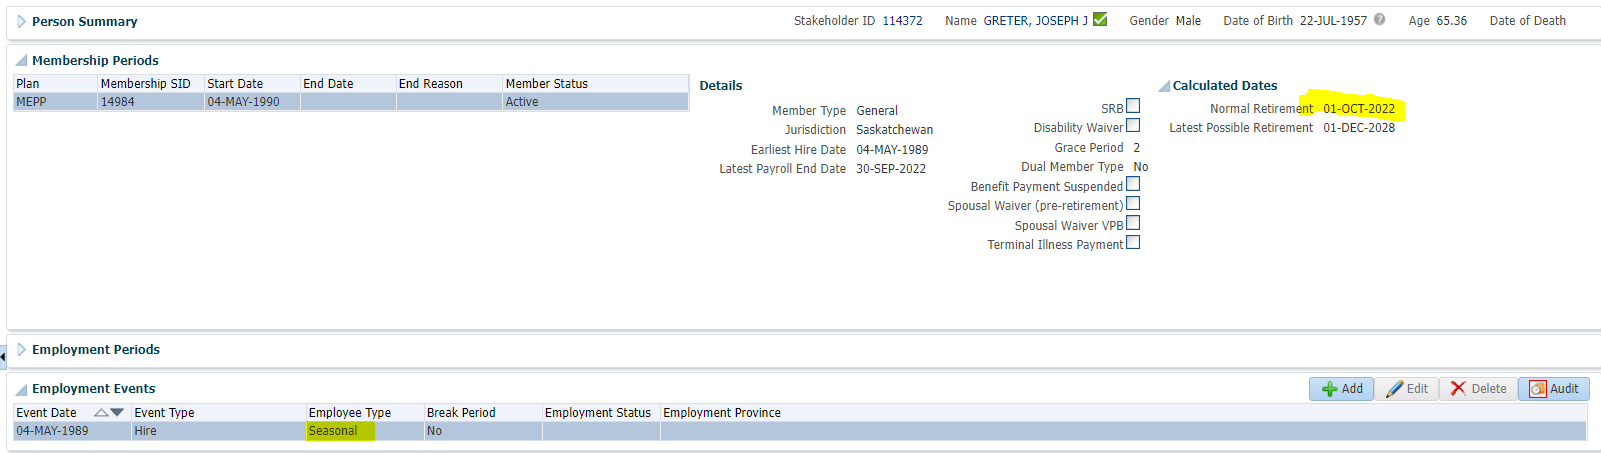 Person Summary Stakeholder ID 114372 Name GRETER, JOSEPH J Gender Male Date of Birth 22-JUL-1957 Age 65.36 Date of Death
Membership Periods
Plan Membership SID Start Date End Date End Reason Member Status
MEPP 14984 04-MAY-1990 Active
Details
Member Type General
Jurisdiction Saskatchewan
Earliest Hire Date 04-MAY-1989
Latest Payroll End Date 30-SEP-2022
SRB
Disability Waiver
Grace Period 2
Dual Member Type No
Benefit Payment Suspended
Spousal Waiver (pre-retirement)
Spousal Waiver VPB
Terminal Illness Payment
Calculated Dates
Normal Retirement 01-OCT-2022
Latest Possible Retirement 01-DEC-2028
Employment Periods
Employment Events Add Edit Delete Audit
Event Date Event Type Employee Type Break Period Employment Status Employment Province
04-MAY-1989 Hire Seasonal No